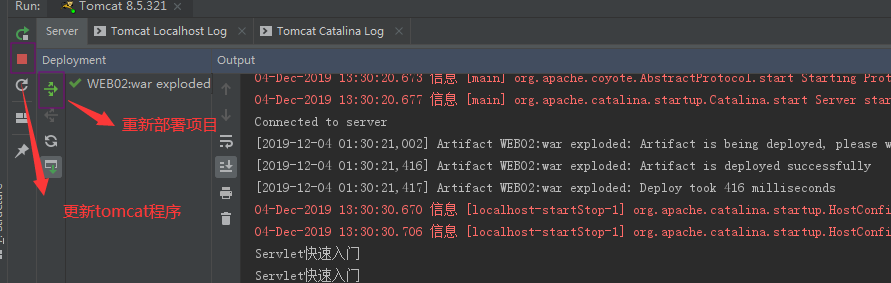 Run: Tomcat 8.5.321
Server Tomcat Localhost Log Tomcat Catalina Log
Deployment Output
WEB02:war exploded
04-Dec-2019 13:30:20.673 信息 [main] org.apache.coyote.AbstractProtocol.start Starting Prot
04-Dec-2019 13:30:20.677 信息 [main] org.apache.catalina.startup.Catalina.start Server star
Connected to server
[2019-12-04 01:30:21,002] Artifact WEB02:war exploded: Artifact is being deployed, please w
[2019-12-04 01:30:21,416] Artifact WEB02:war exploded: Artifact is deployed successfully
[2019-12-04 01:30:21,417] Artifact WEB02:war exploded: Deploy took 416 milliseconds
04-Dec-2019 13:30:30.670 信息 [localhost-startStop-1] org.apache.catalina.startup.HostConfi
04-Dec-2019 13:30:30.706 信息 [localhost-startStop-1] org.apache.catalina.startup.HostConfi
Servlet快速入门
Servlet快速入门
重新部署项目
更新tomcat程序